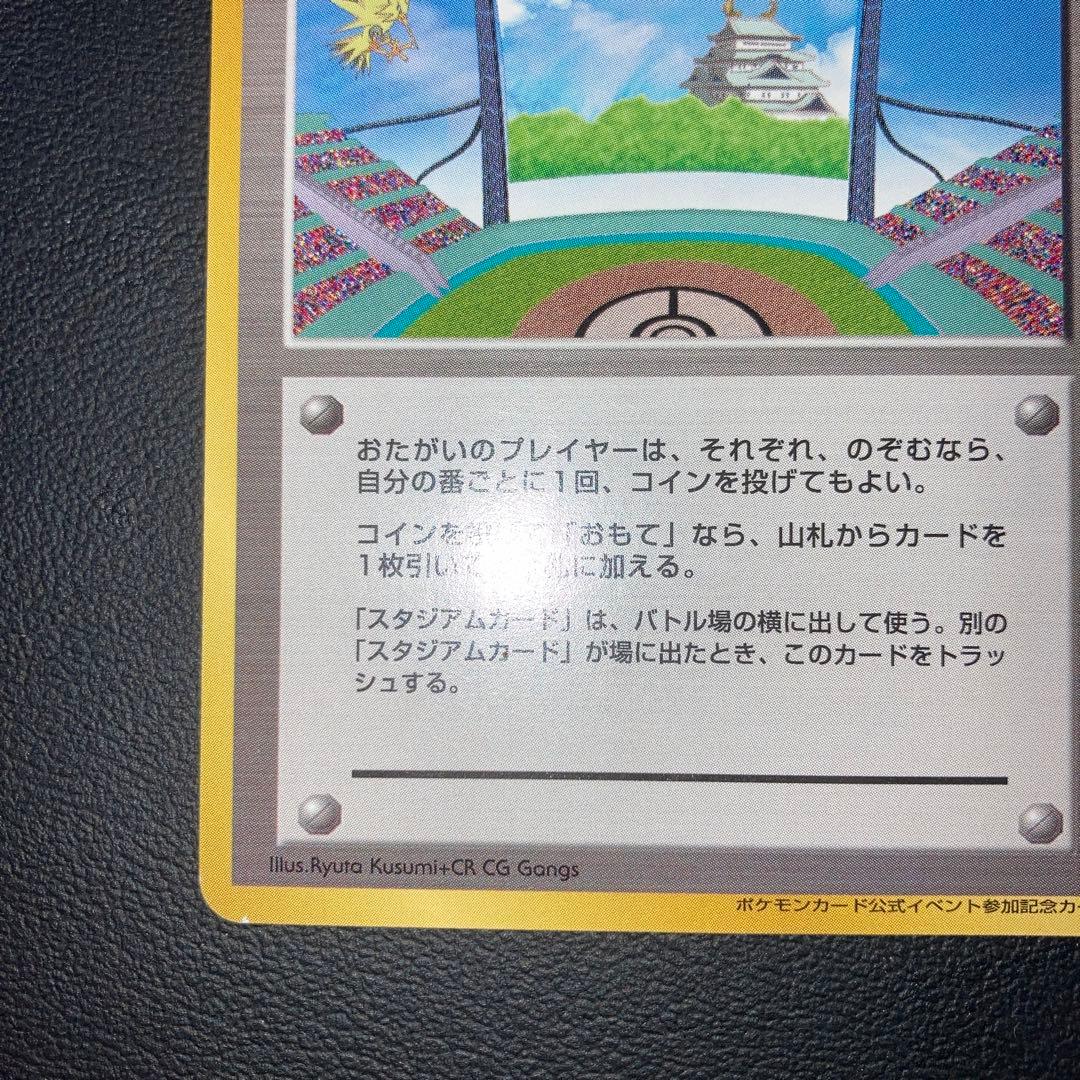 おたがいのプレイヤーは、それぞれ、のぞむなら、
自分の番ごとに1回、コインを投げてもよい。
コインを て「おもて」なら、山札からカードを
1枚引い に加える。
「スタジアムカード」は、バトル場の横に出して使う。別の
「スタジアムカード」が場に出たとき、このカードをトラッ
シュする。
Illus.Ryuta Kusumi+CR CG Gangs
ポケモンカード公式イベント参加記念カー